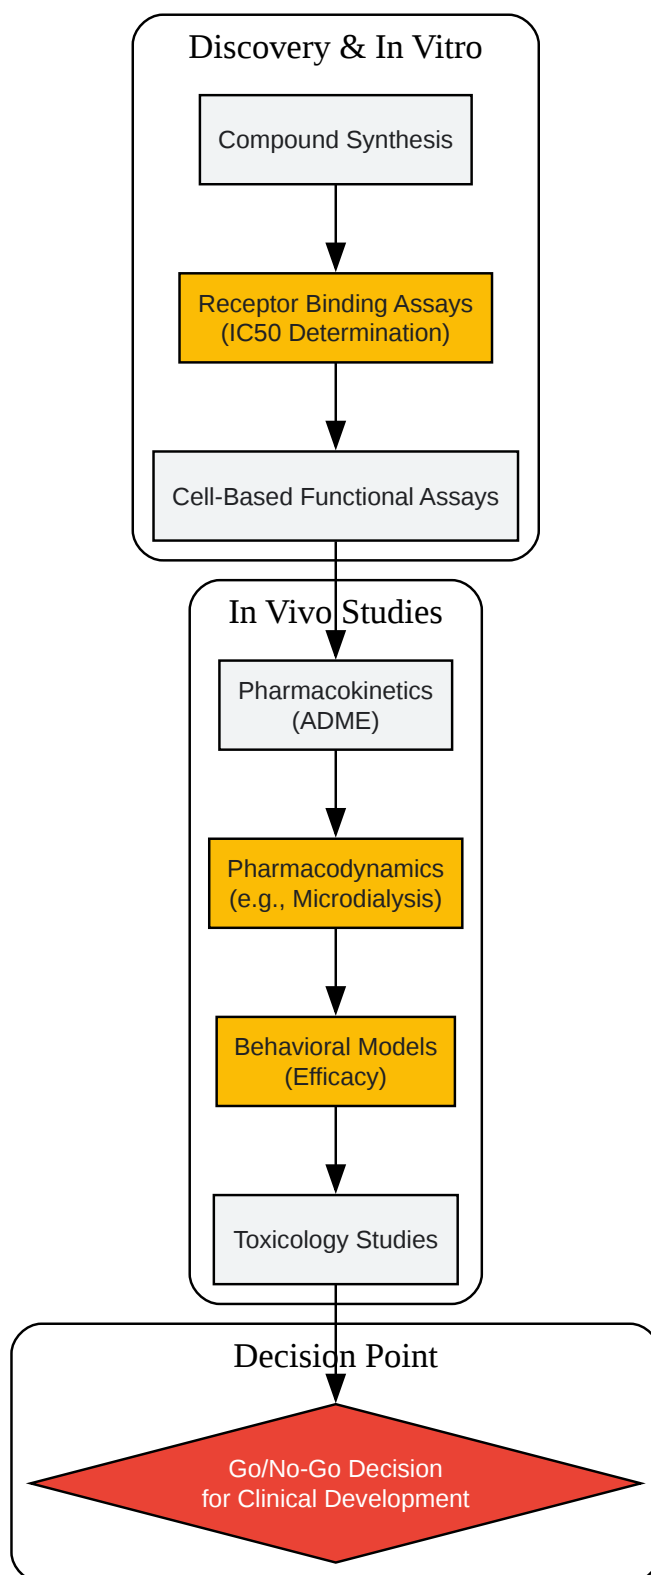 Discovery & In Vitro
Compound Synthesis
Receptor Binding Assays
(IC50 Determination)
Cell-Based Functional Assays
In Vivo Studies
Pharmacokinetics
(ADME)
Pharmacodynamics
(e.g., Microdialysis)
Behavioral Models
(Efficacy)
Toxicology Studies
Decision Point
Go/No-Go Decision
for Clinical Development